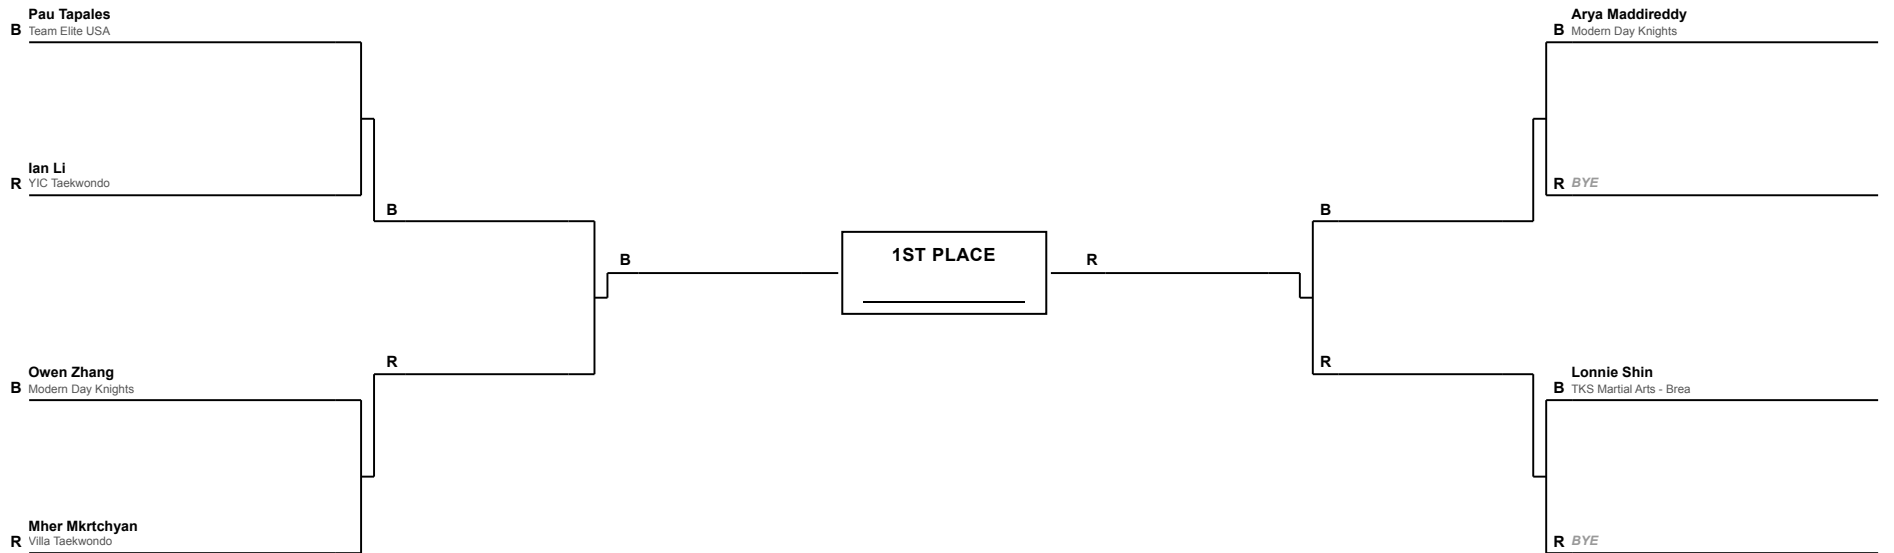 Pau Tapales
B Team Elite USA
Ian Li
R YIC Taekwondo
B
B
R
Owen Zhang
B Modern Day Knights
Mher Mkrtchyan
R Villa Taekwondo
1ST PLACE
R
B
R
Arya Maddireddy
B Modern Day Knights
R BYE
Lonnie Shin
B TKS Martial Arts - Brea
R BYE